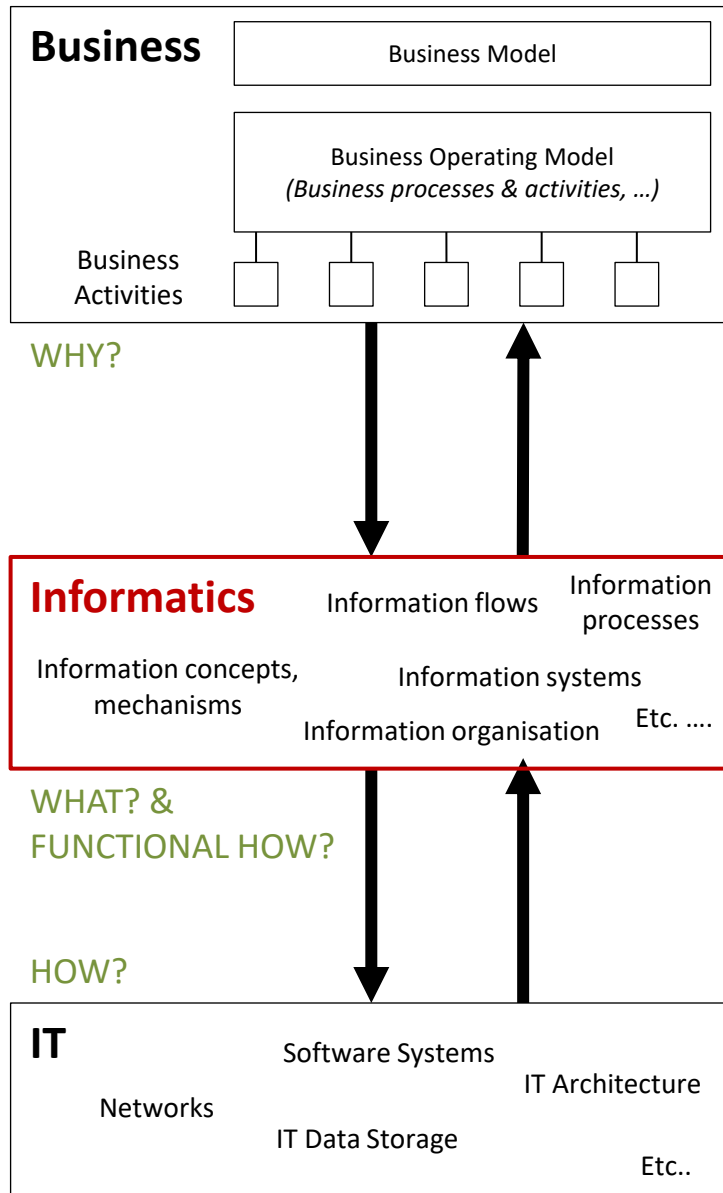 Business
Business Model
Business Operating Model
(Business processes & activities, …)
Business
Activities
WHY?
Informatics
Information flows
Information
processes
Information concepts,
mechanisms
Information systems
Information organisation
Etc. ….
WHAT? &
FUNCTIONAL HOW?
HOW?
IT
Software Systems
IT Architecture
Networks
IT Data Storage
Etc..